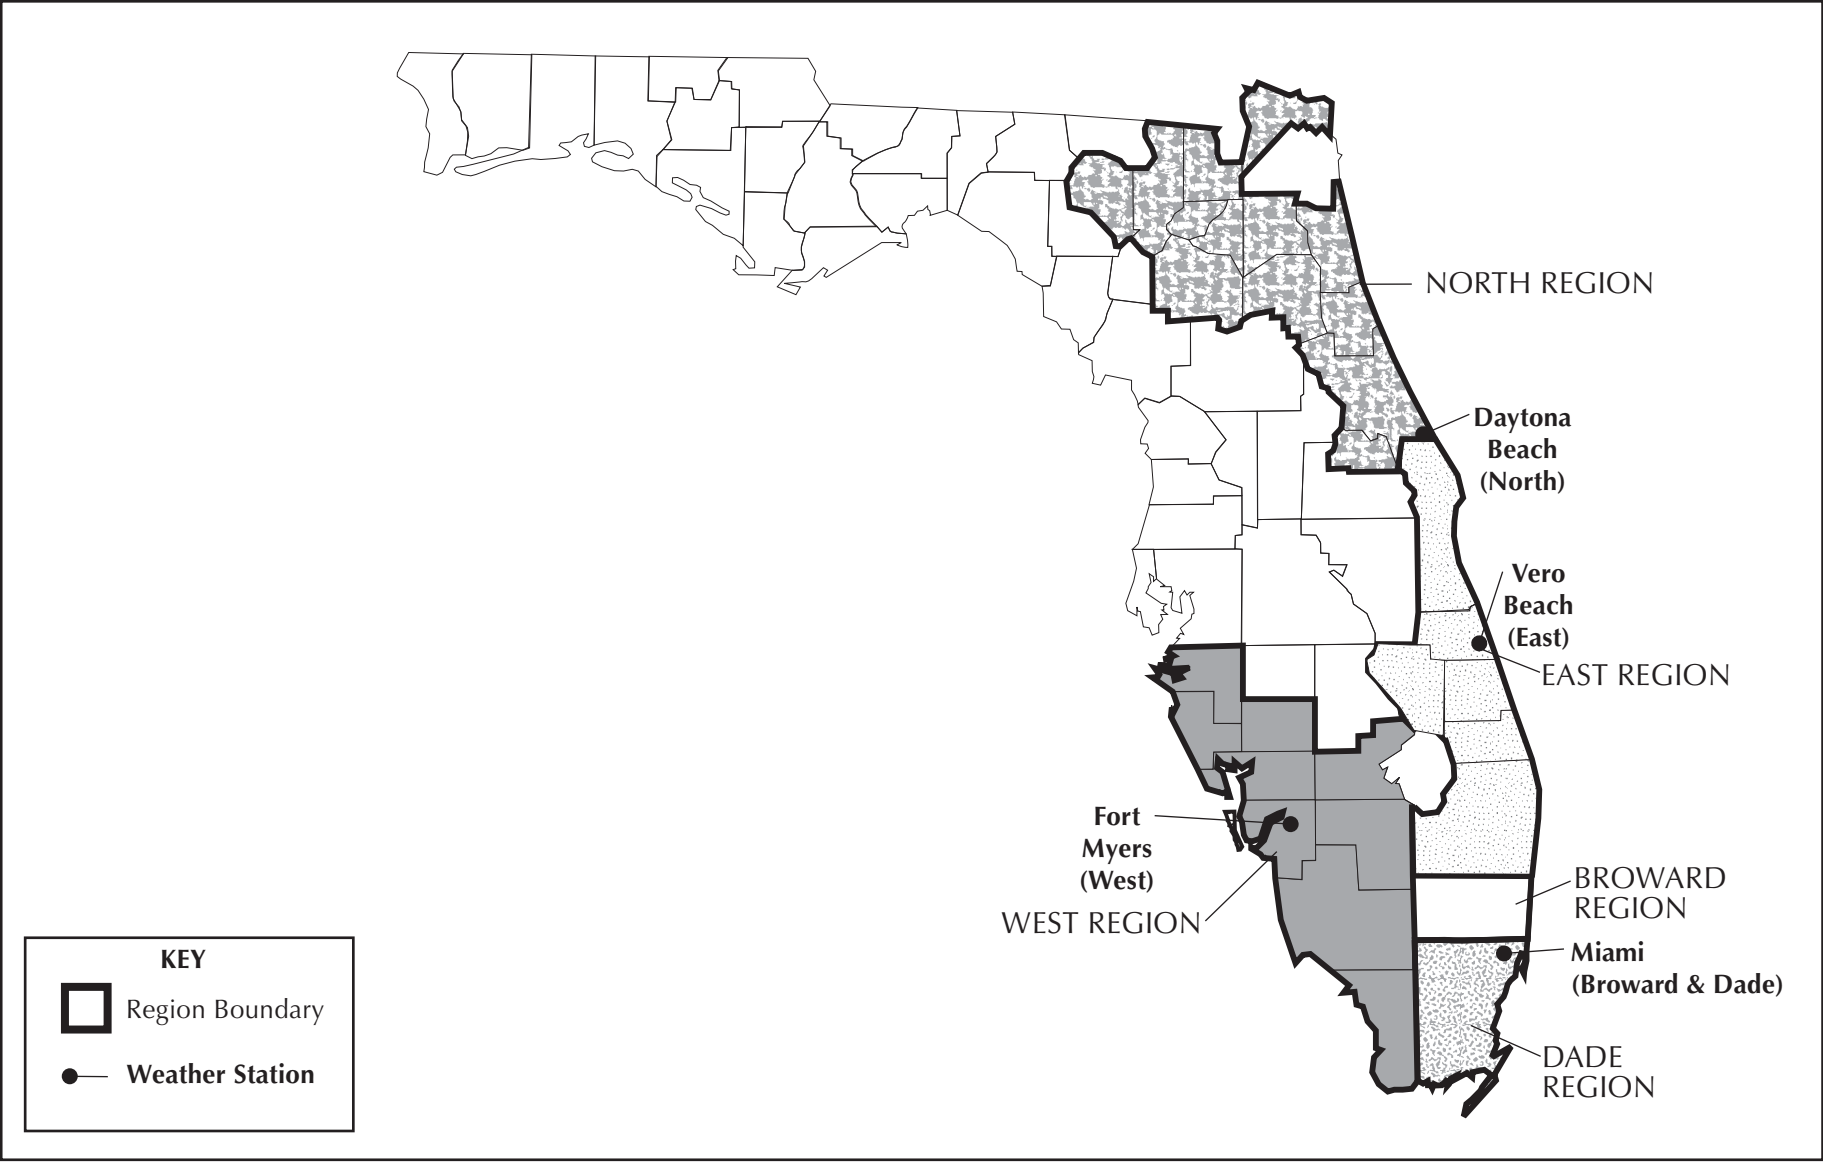 NORTH REGION
Daytona
Beach
(North)
Vero
Beach
(East)
EAST REGION
Fort
Myers
(West)
WEST REGION
BROWARD
REGION
Miami
(Broward & Dade)
DADE
REGION
KEY
Region Boundary
Weather Station